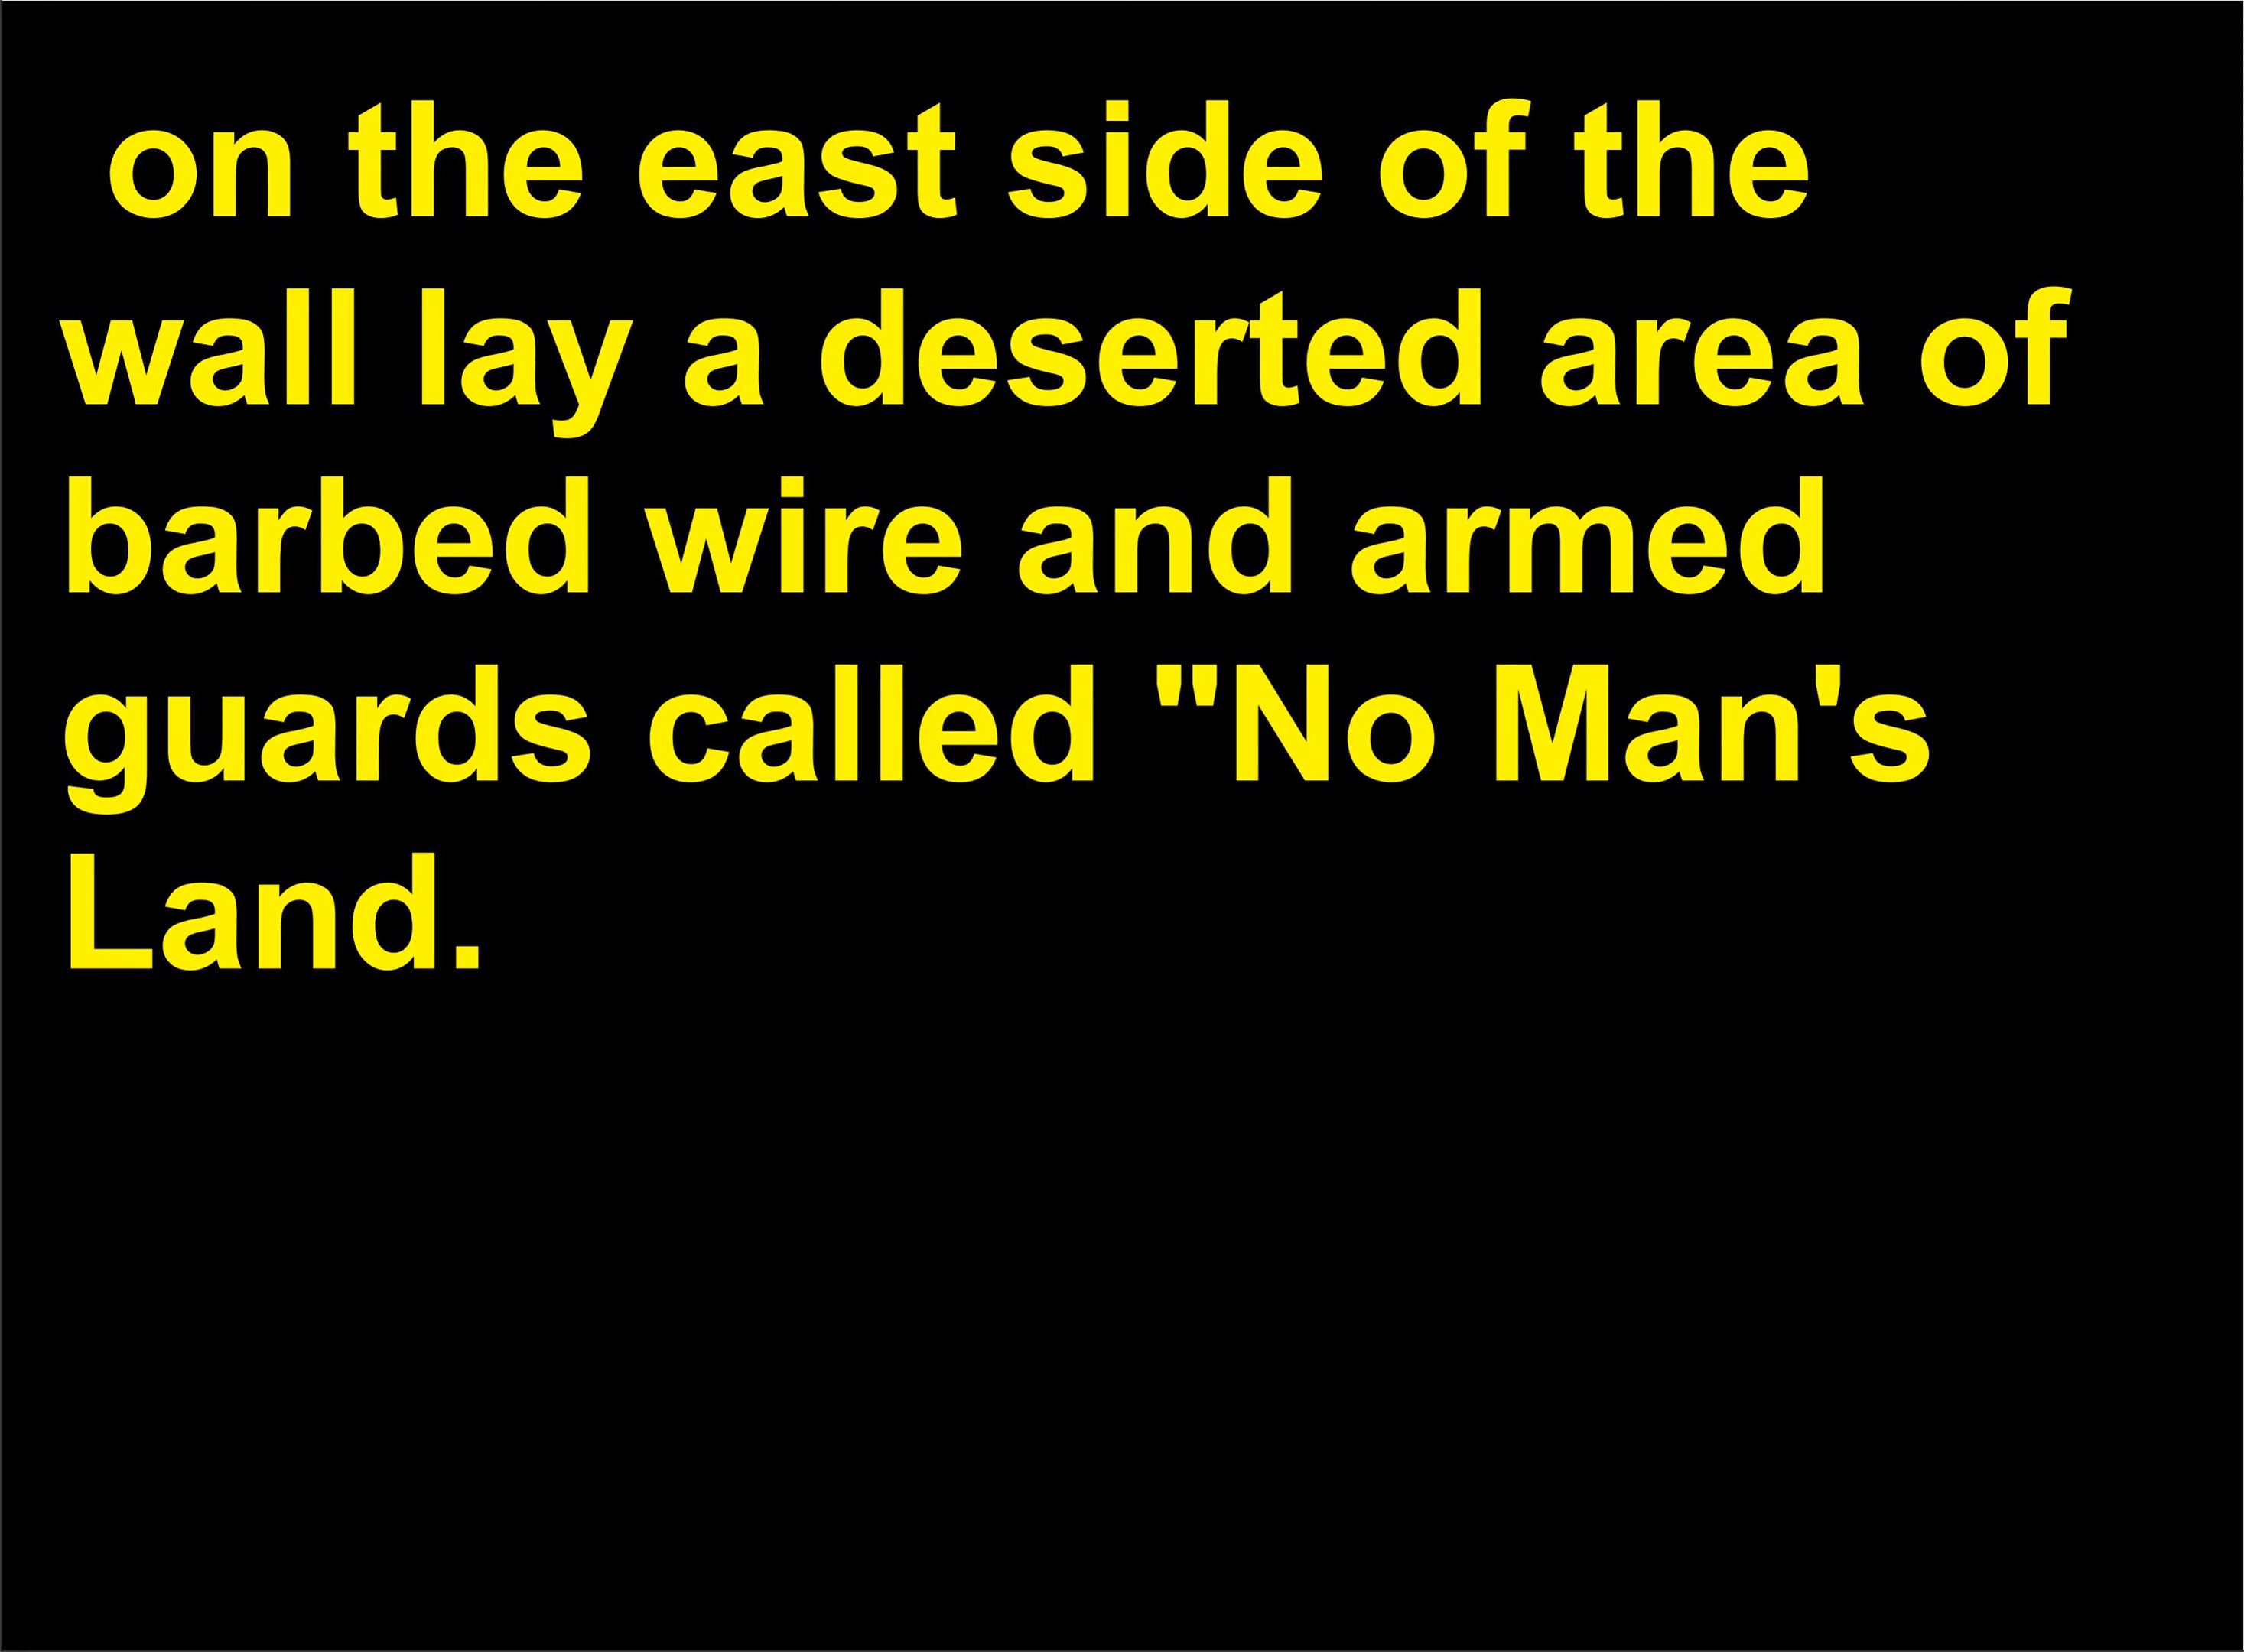 on the east side of the
wall lay a deserted area of
barbed wire and armed
guards called "No Man's
Land.